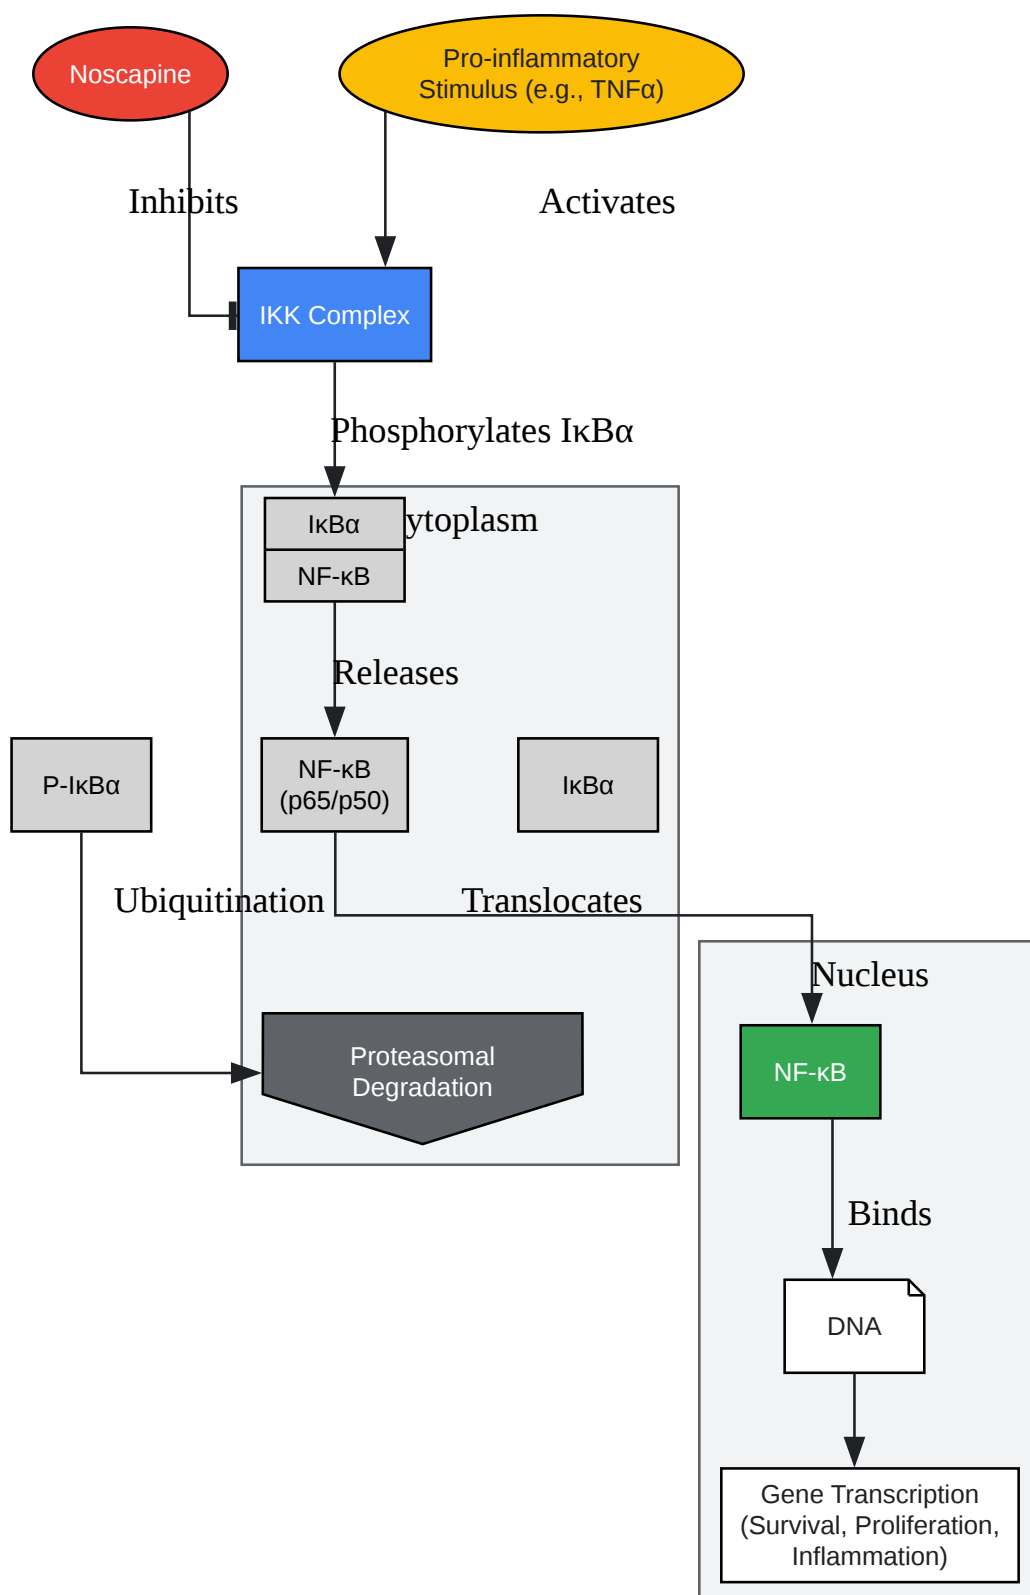 Noscapine
Pro-inflammatory
Stimulus (e.g., TNFα)
Inhibits
Activates
IKK Complex
Phosphorylates IκBα
IκBα
ytoplasm
NF-κB
Releases
P-IκBα
NF-κB
(p65/p50)
IκBα
Ubiquitination
Translocates
Nucleus
Proteasomal
Degradation
NF-κB
Binds
DNA
Gene Transcription
(Survival, Proliferation,
Inflammation)